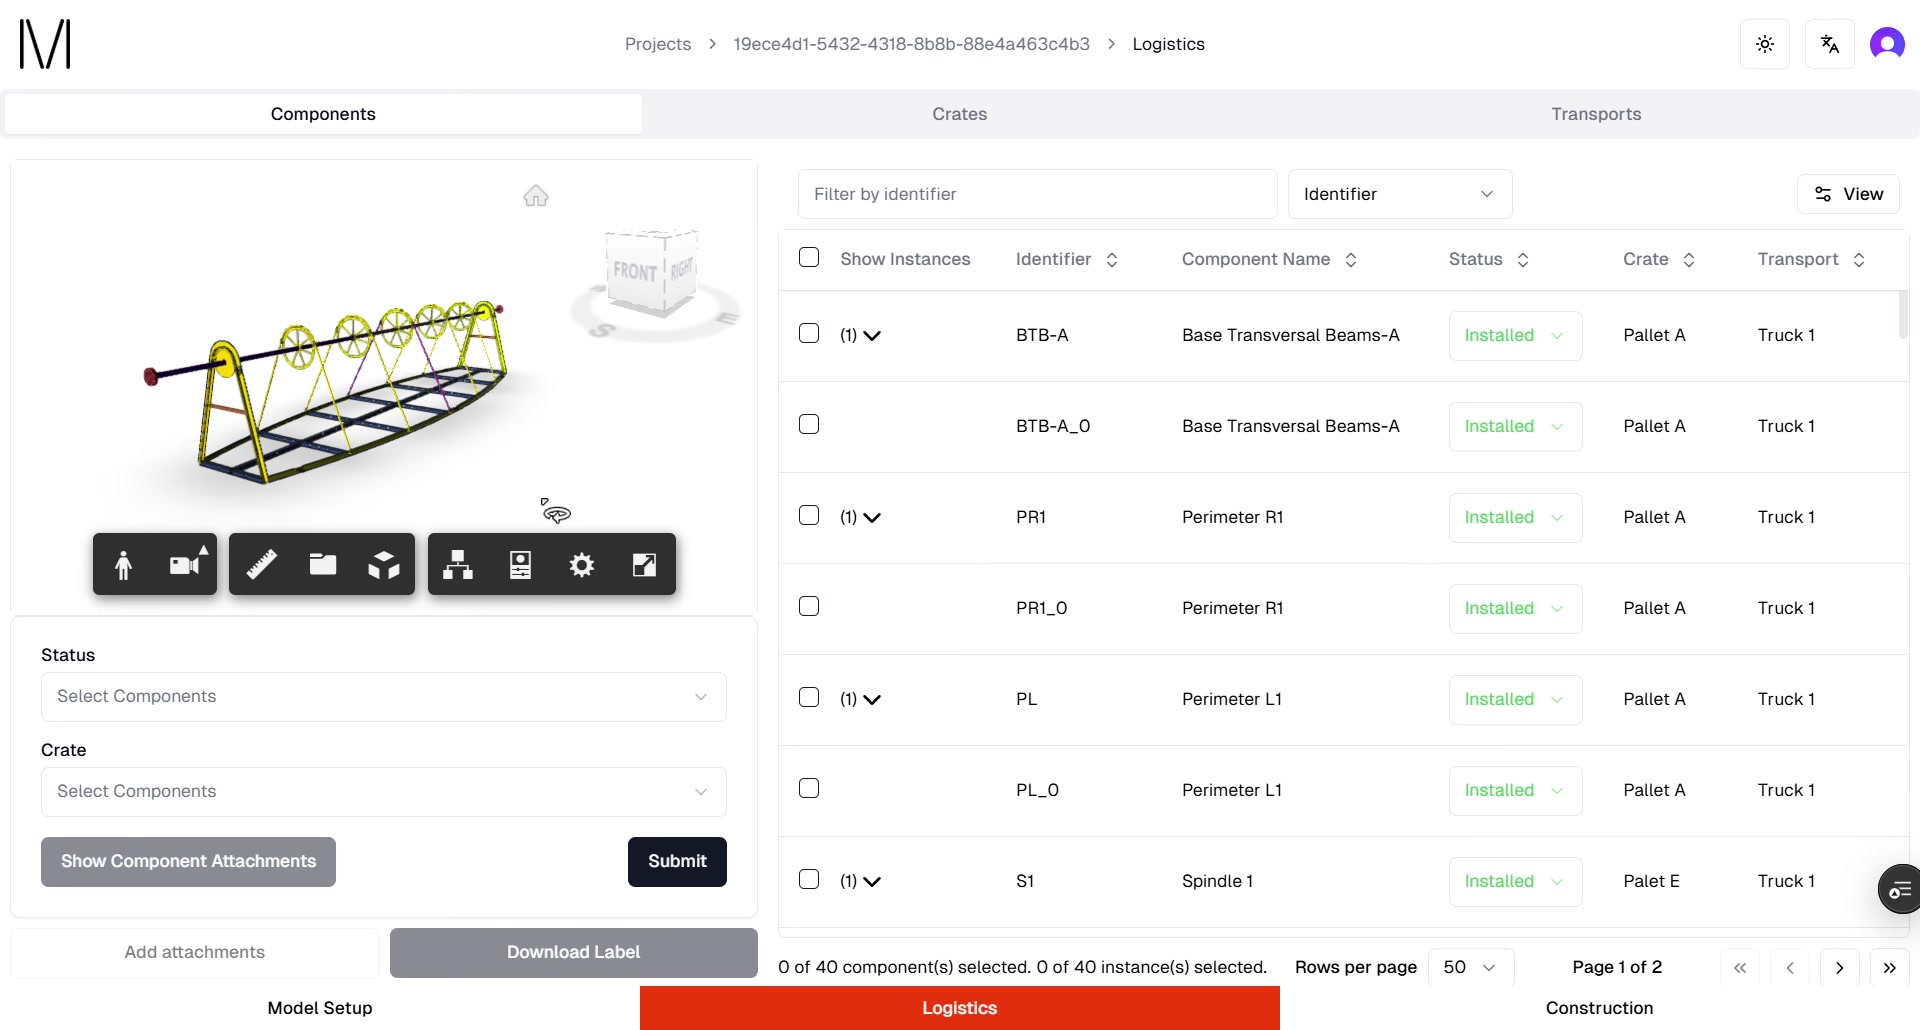 Projects > 19ece4d1-5432-4318-8b8b-88e4a463c4b3 > Logistics
Components Crates Transports
FRONT RIGHT
S E
Status
Select Components
Crate
Select Components
Show Component Attachments Submit
Add attachments Download Label
Filter by identifier Identifier View
Show Instances Identifier Component Name Status Crate Transport
(1) BTB-A Base Transversal Beams-A Installed Pallet A Truck 1
BTB-A_0 Base Transversal Beams-A Installed Pallet A Truck 1
(1) PR1 Perimeter R1 Installed Pallet A Truck 1
PR1_0 Perimeter R1 Installed Pallet A Truck 1
(1) PL Perimeter L1 Installed Pallet A Truck 1
PL_0 Perimeter L1 Installed Pallet A Truck 1
(1) S1 Spindle 1 Installed Palet E Truck 1
0 of 40 component(s) selected. 0 of 40 instance(s) selected. Rows per page 50 Page 1 of 2
Model Setup Logistics Construction